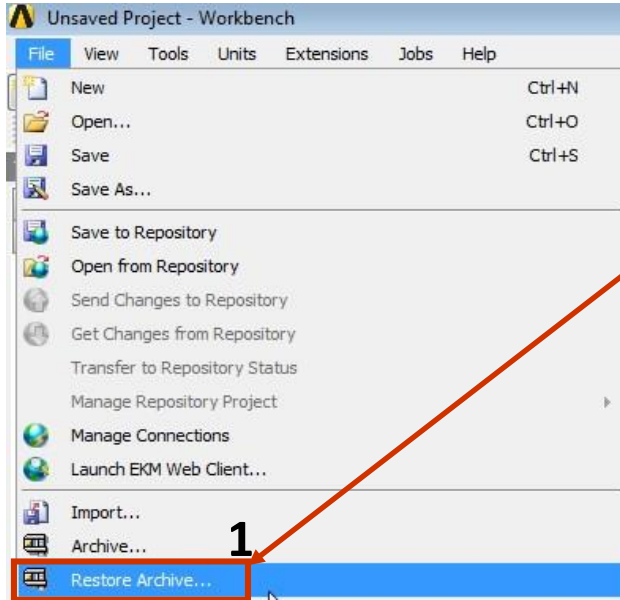 Unsaved Project - Workbench
File View Tools Units Extensions Jobs Help
New Ctrl+N
Open... Ctrl+O
Save Ctrl+S
Save As...
Save to Repository
Open from Repository
Send Changes to Repository
Get Changes from Repository
Transfer to Repository Status
Manage Repository Project
Manage Connections
Launch EKM Web Client...
Import...
Archive...
1
Restore Archive...